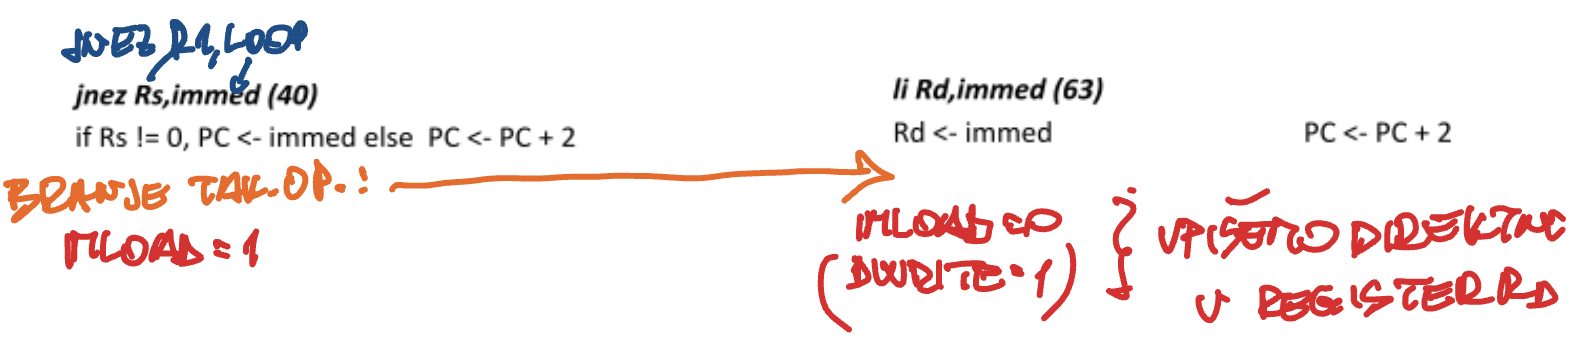 JNEZ R1, LOOP
jnez Rs,immed (40)
if Rs != 0, PC <- immed else PC <- PC + 2
BRANJE TAK. OP. :
IMLOAD = 1
li Rd,immed (63)
Rd <- immed PC <- PC + 2
IMLOAD = 0
(DWRITE = 1)
VPIŠEMO DIREKTNO
V REGISTER RD